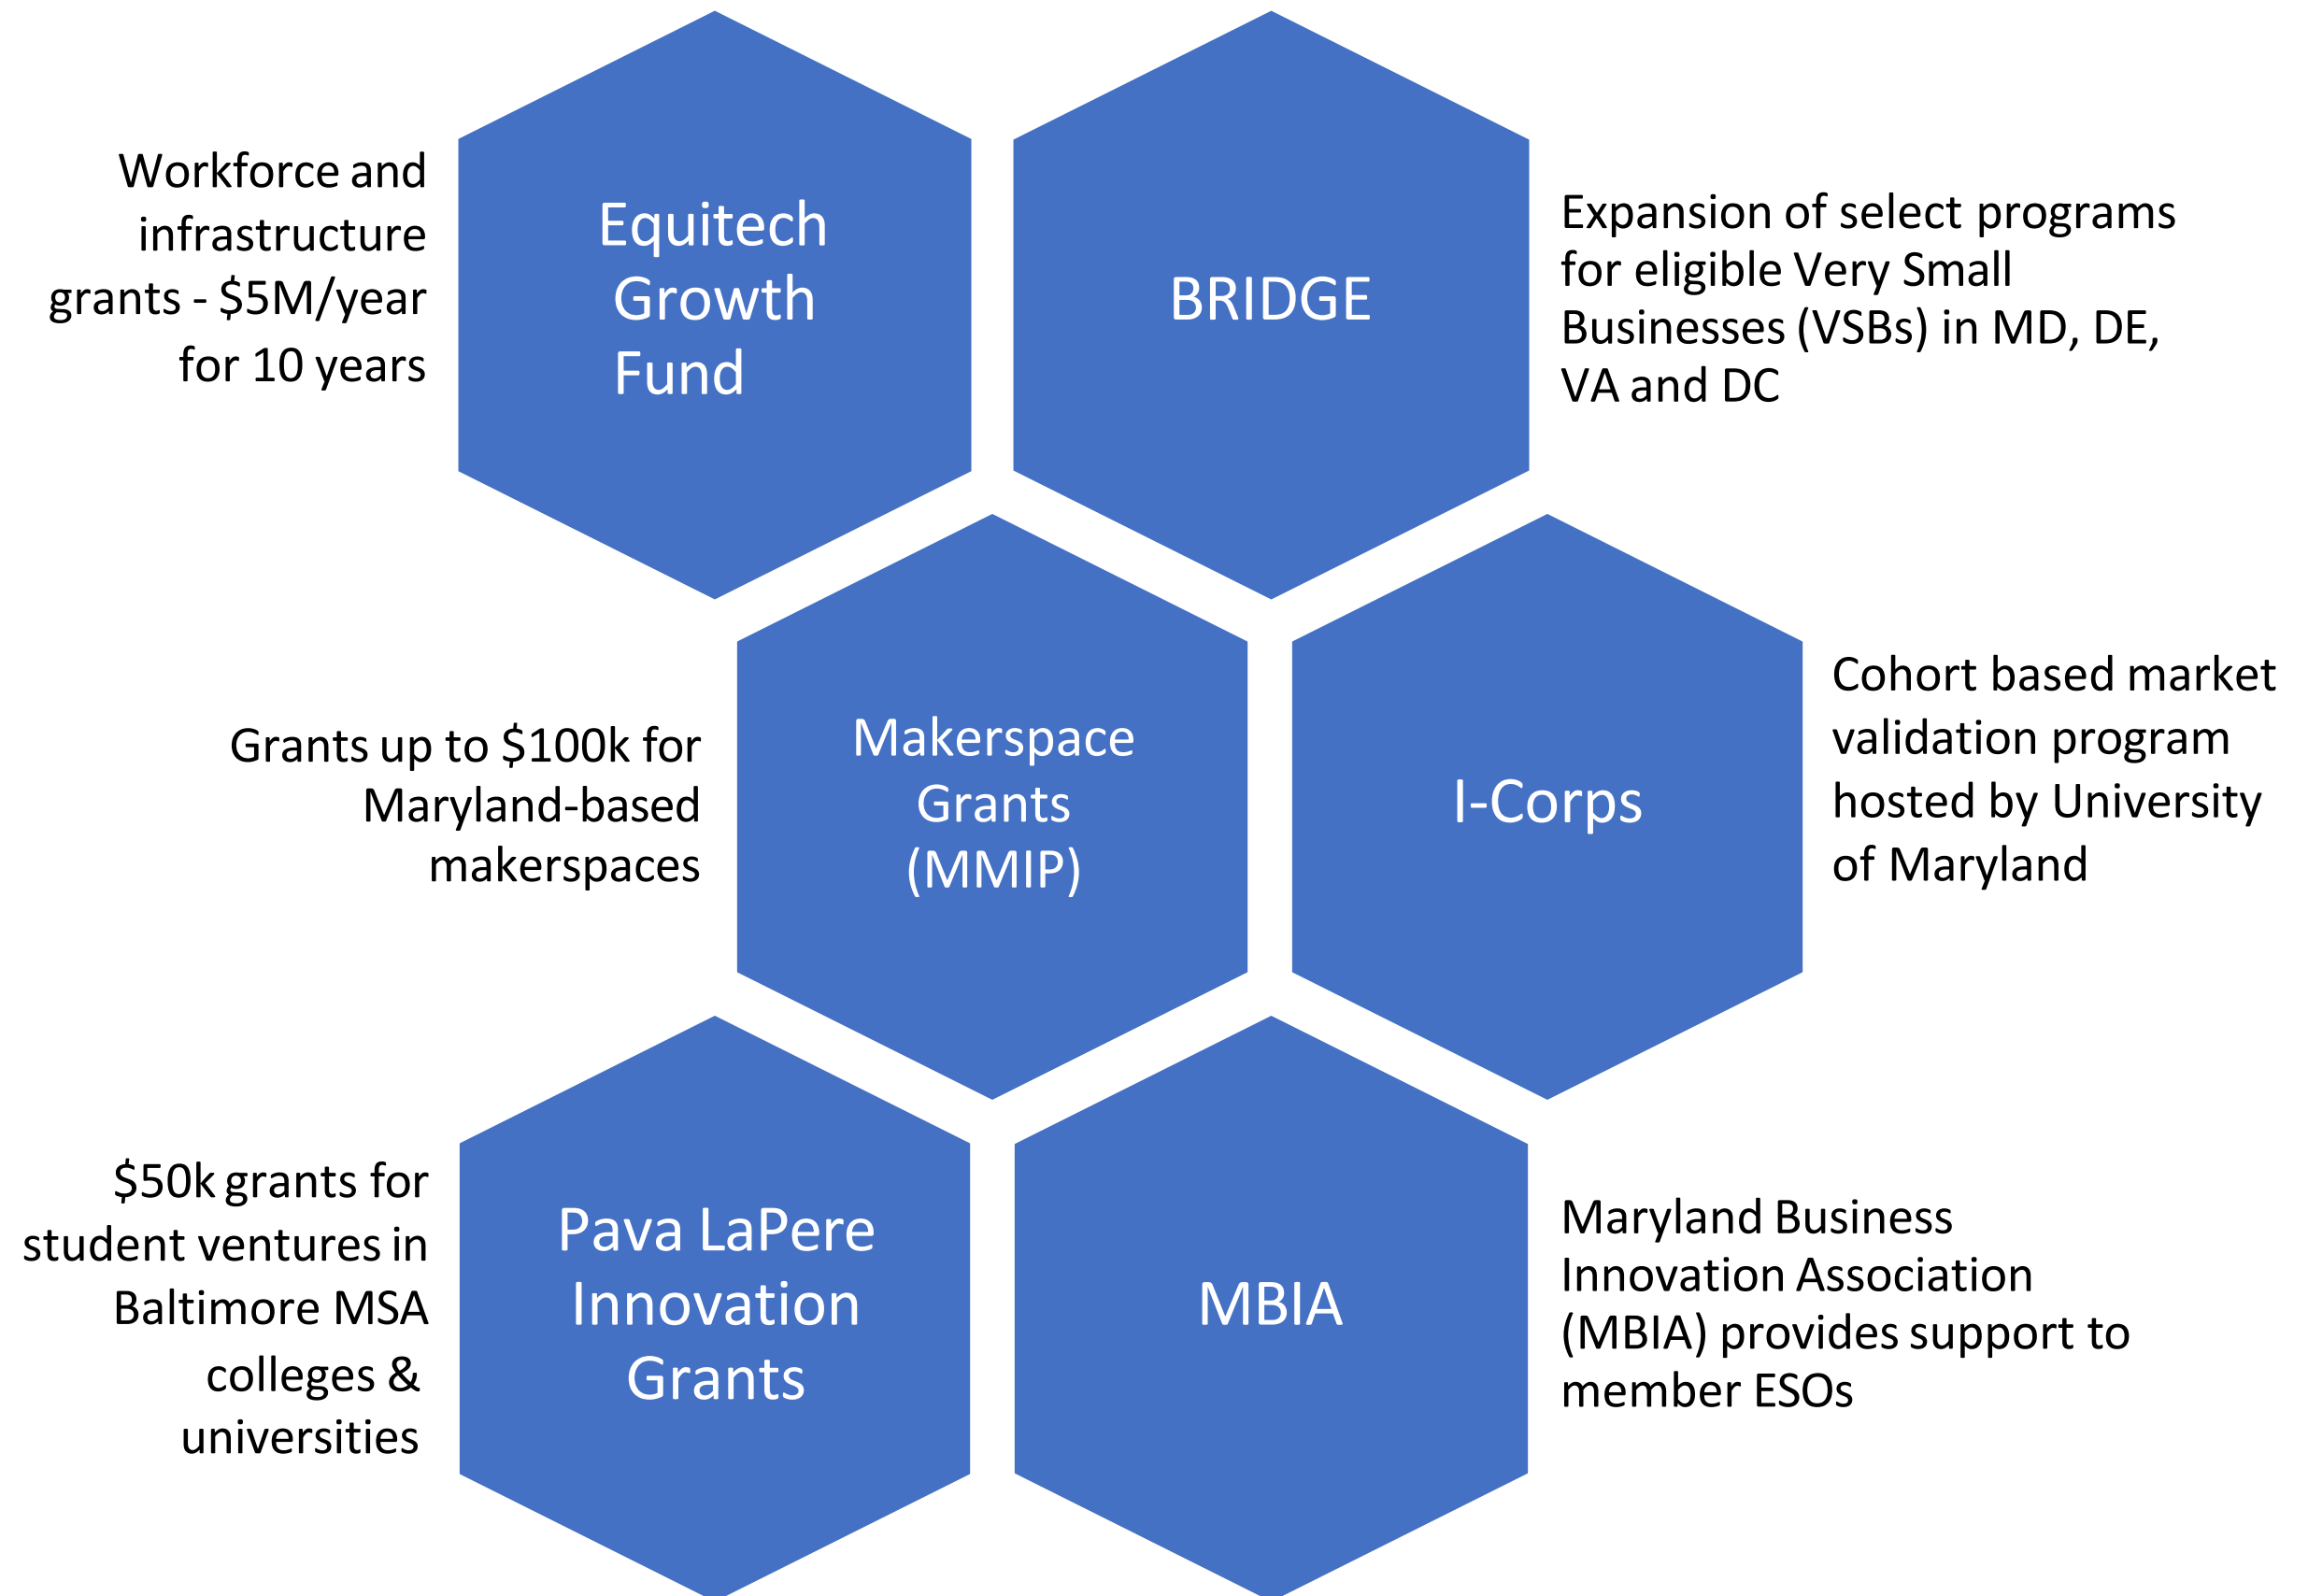 Workforce and
infrastructure
grants - $5M/year
for 10 years
Equitech
Growth
Fund
BRIDGE
Expansion of select programs
for eligible Very Small
Businesses (VSBs) in MD, DE,
VA and DC
Grants up to $100k for
Maryland-based
makerspaces
Makerspace
Grants
(MMIP)
I-Corps
Cohort based market
validation program
hosted by University
of Maryland
$50k grants for
student ventures in
Baltimore MSA
colleges &
universities
Pava LaPere
Innovation
Grants
MBIA
Maryland Business
Innovation Association
(MBIA) provides support to
member ESOs